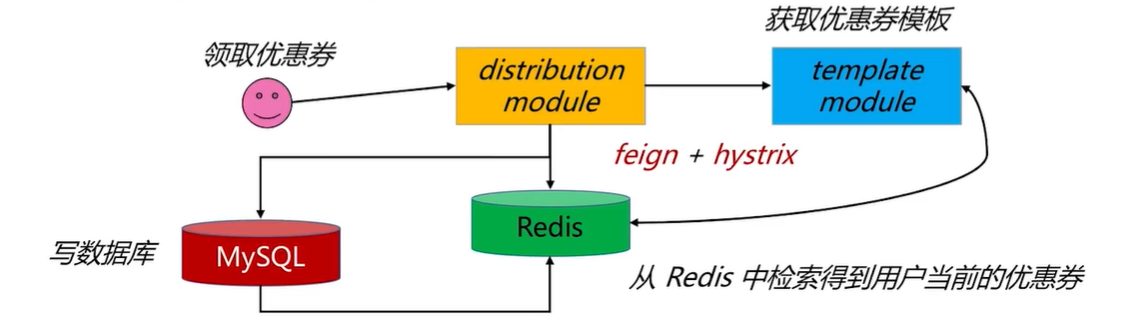 获取优惠券模板
领取优惠券
distribution
module
template
module
feign + hystrix
Redis
写数据库
MySQL
从 Redis 中检索得到用户当前的优惠券